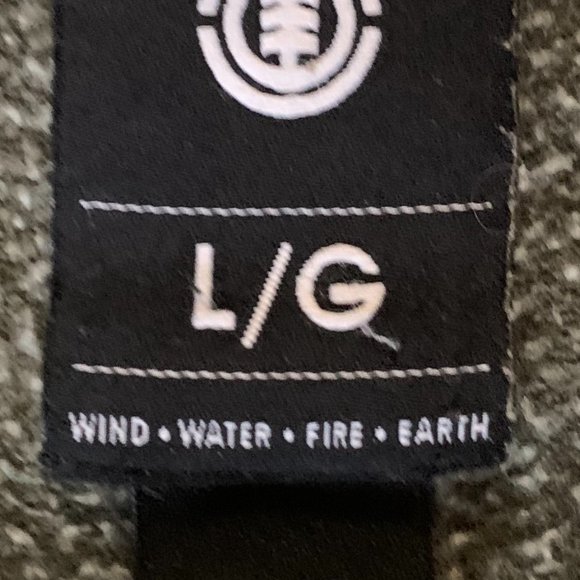 L/G
WIND • WATER • FIRE • EARTH